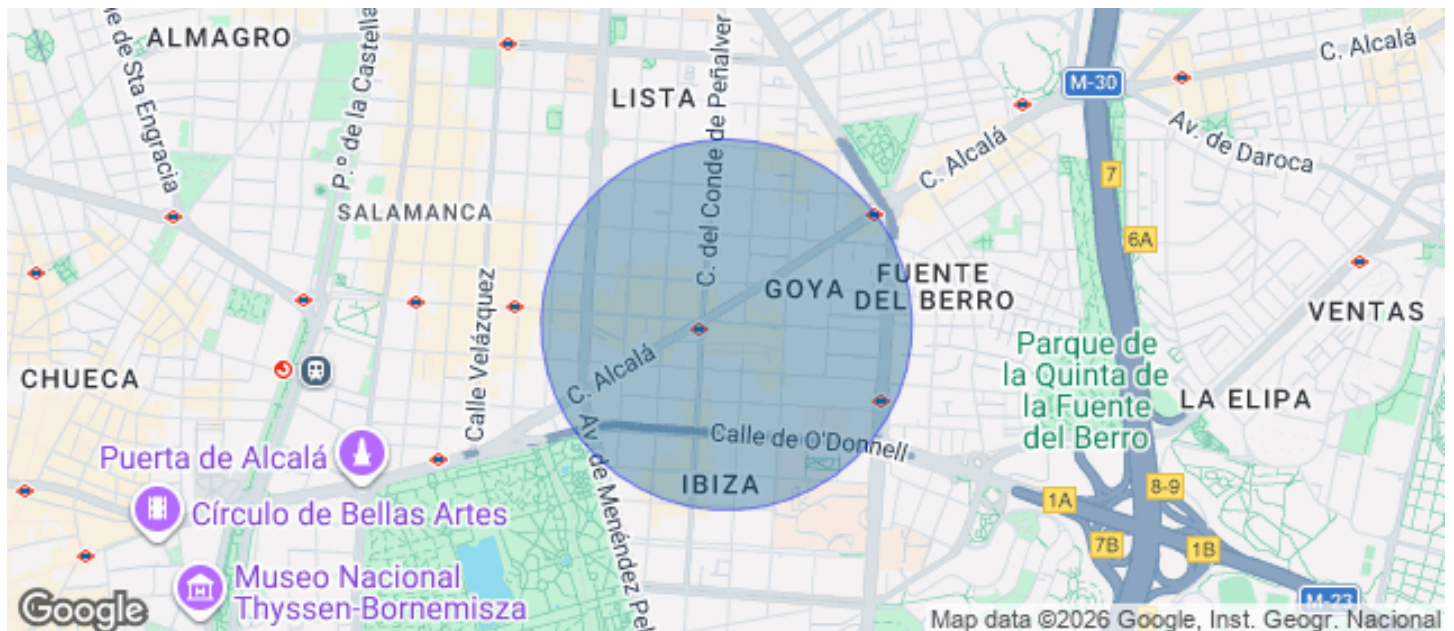 ALMAGRO
de Sta Engracia
P.º de la Castella
LISTA
C. del Conde de Peñalver
C. Alcalá
M-30
C. Alcalá
Av. de Daroca
7
SALAMANCA
6A
Calle Velázquez
GOYA
FUENTE
DEL BERRO
VENTAS
CHUECA
C. Alcalá
Parque de
la Quinta de
la Fuente
del Berro
LA ELIPA
Av. de Menéndez Pel
Calle de O'Donnell
Puerta de Alcalá
IBIZA
1A
8-9
Círculo de Bellas Artes
7B
1B
Museo Nacional
Thyssen-Bornemisza
M-23
Google
Map data ©2026 Google, Inst. Geogr. Nacional